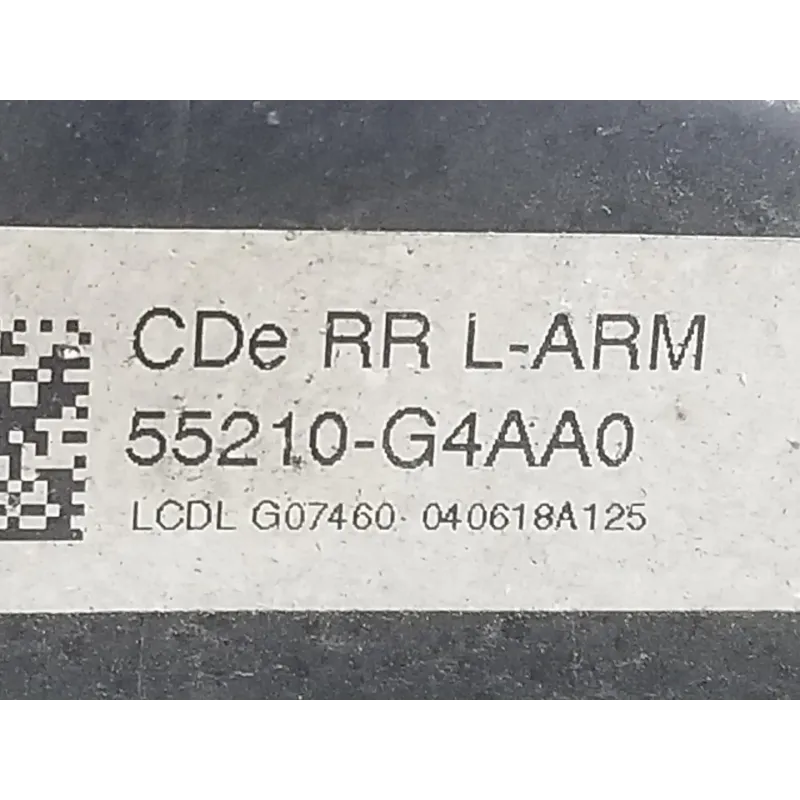 CDe RR L-ARM
55210-G4AA0
LCDL G07460 040618A125